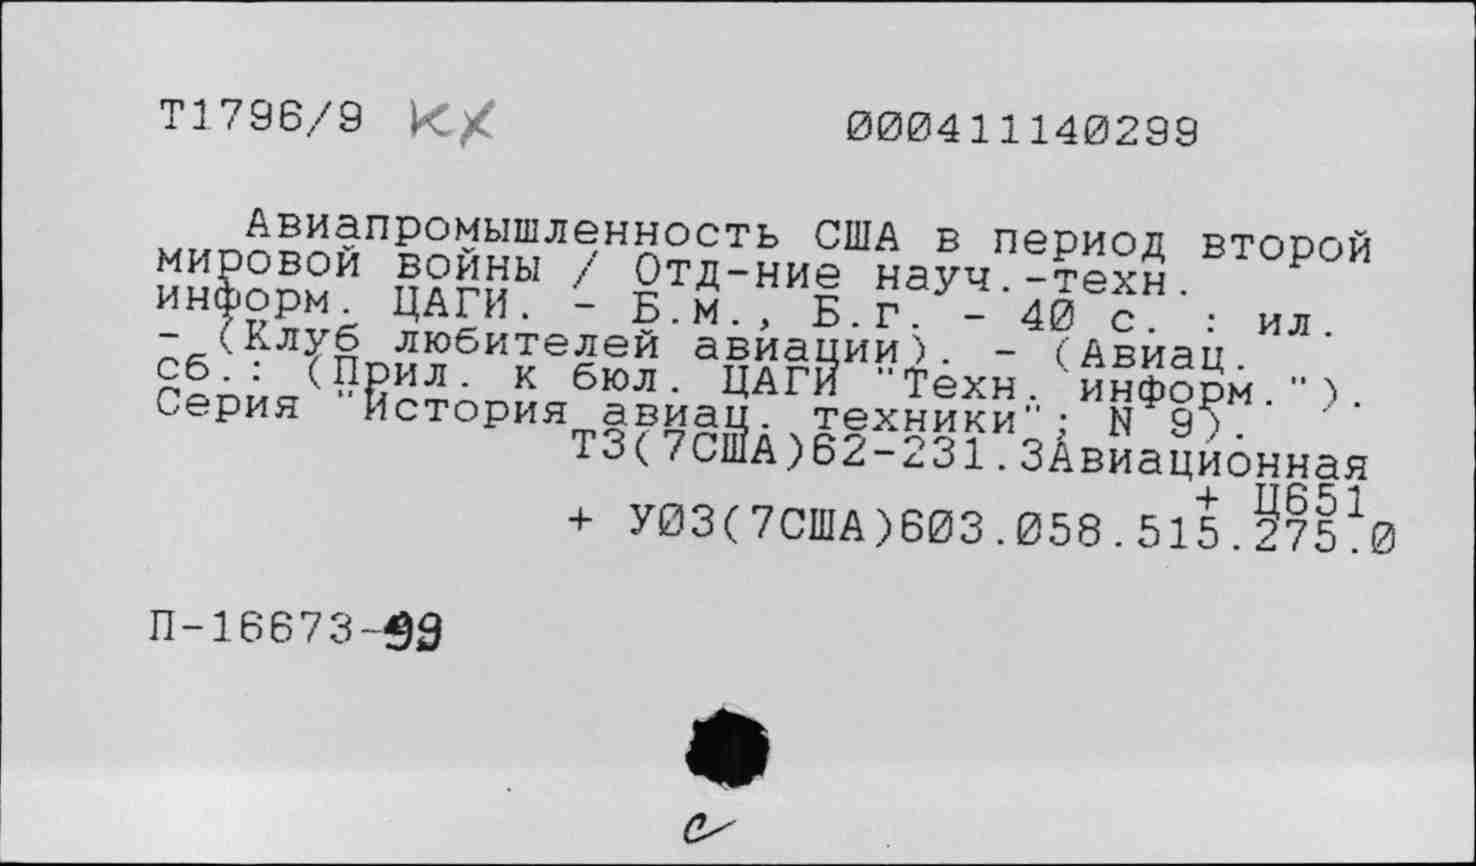 Т1796/9 КХ 000411140299
Авиапромышленность США в период второй
мировой войны / Отд-ние науч.-техн.
информ. ЦАГИ. - Б.м., Б.г. - 40 с. : ил.
- (Клуб любителей авиации). - (Авиац.
сб.: (Прил. к бюл. ЦАГИ "Техн. информ.").
Серия "История авиац. техники"; N 9).
Т3(7США)62-231.3Авиационная
+ Ц651
+ У03(7США)603.058.515.275.0
П-16673-99